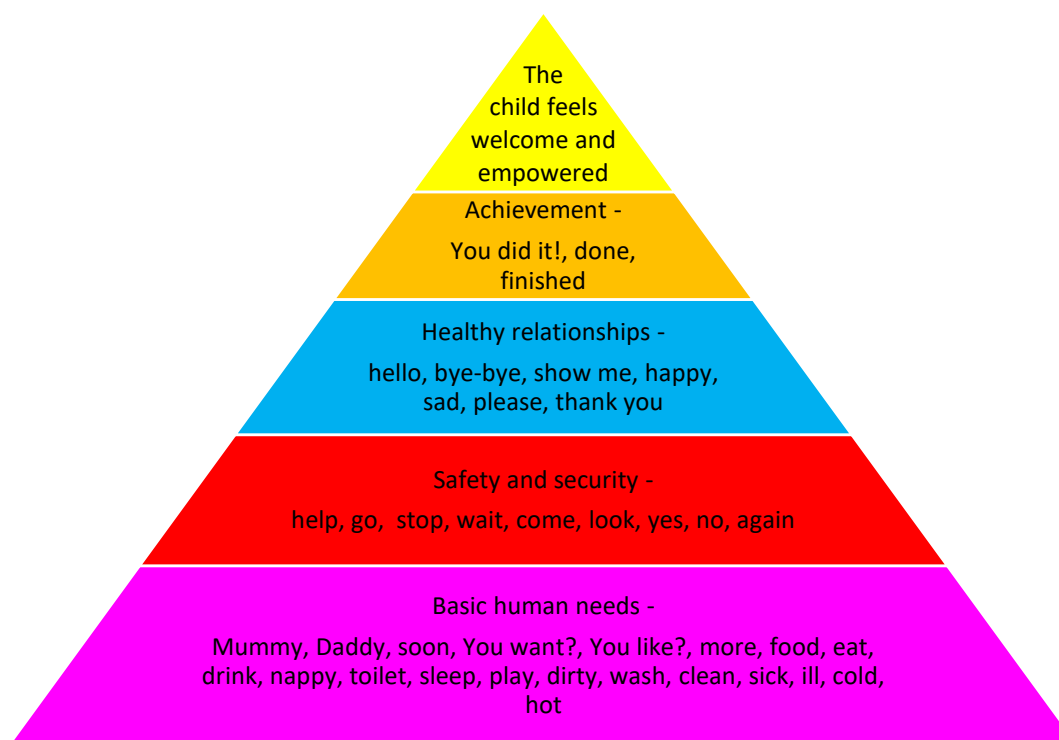 The
child feels
welcome and
empowered
Achievement -
You did it!, done,
finished
Healthy relationships -
hello, bye-bye, show me, happy,
sad, please, thank you
Safety and security -
help, go, stop, wait, come, look, yes, no, again
Basic human needs -
Mummy, Daddy, soon, You want?, You like?, more, food, eat,
drink, nappy, toilet, sleep, play, dirty, wash, clean, sick, ill, cold,
hot